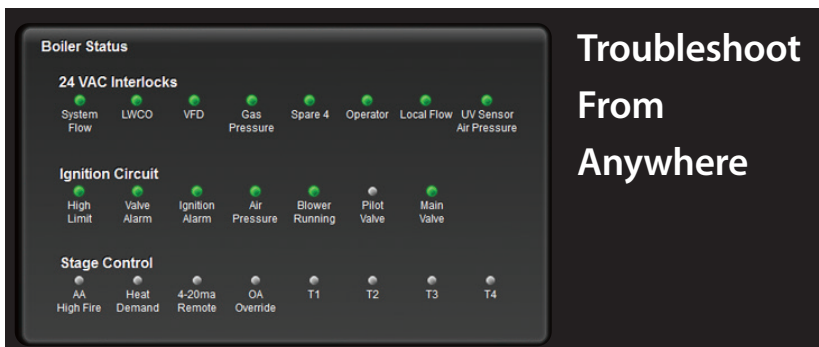 Boiler Status
24 VAC Interlocks
System Flow
LWCO
VFD
Gas Pressure
Spare 4
Operator
Local Flow
UV Sensor Air Pressure
Ignition Circuit
High Limit
Valve Alarm
Ignition Alarm
Air Pressure
Blower Running
Pilot Valve
Main Valve
Stage Control
AA High Fire
Heat Demand
4-20ma Remote
OA Override
T1
T2
T3
T4
Troubleshoot
From
Anywhere